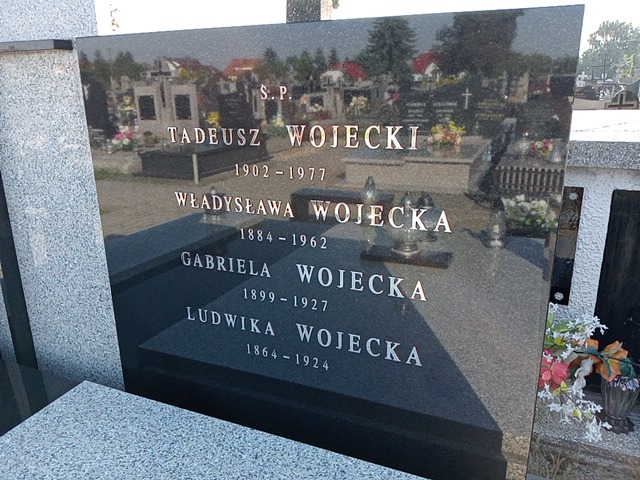 Ś.P.
TADEUSZ WOJECKI
1902-1977
WŁADYSŁAWA WOJECKA
1884-1962
GABRIELA WOJECKA
1899-1927
LUDWIKA WOJECKA
1864-1924